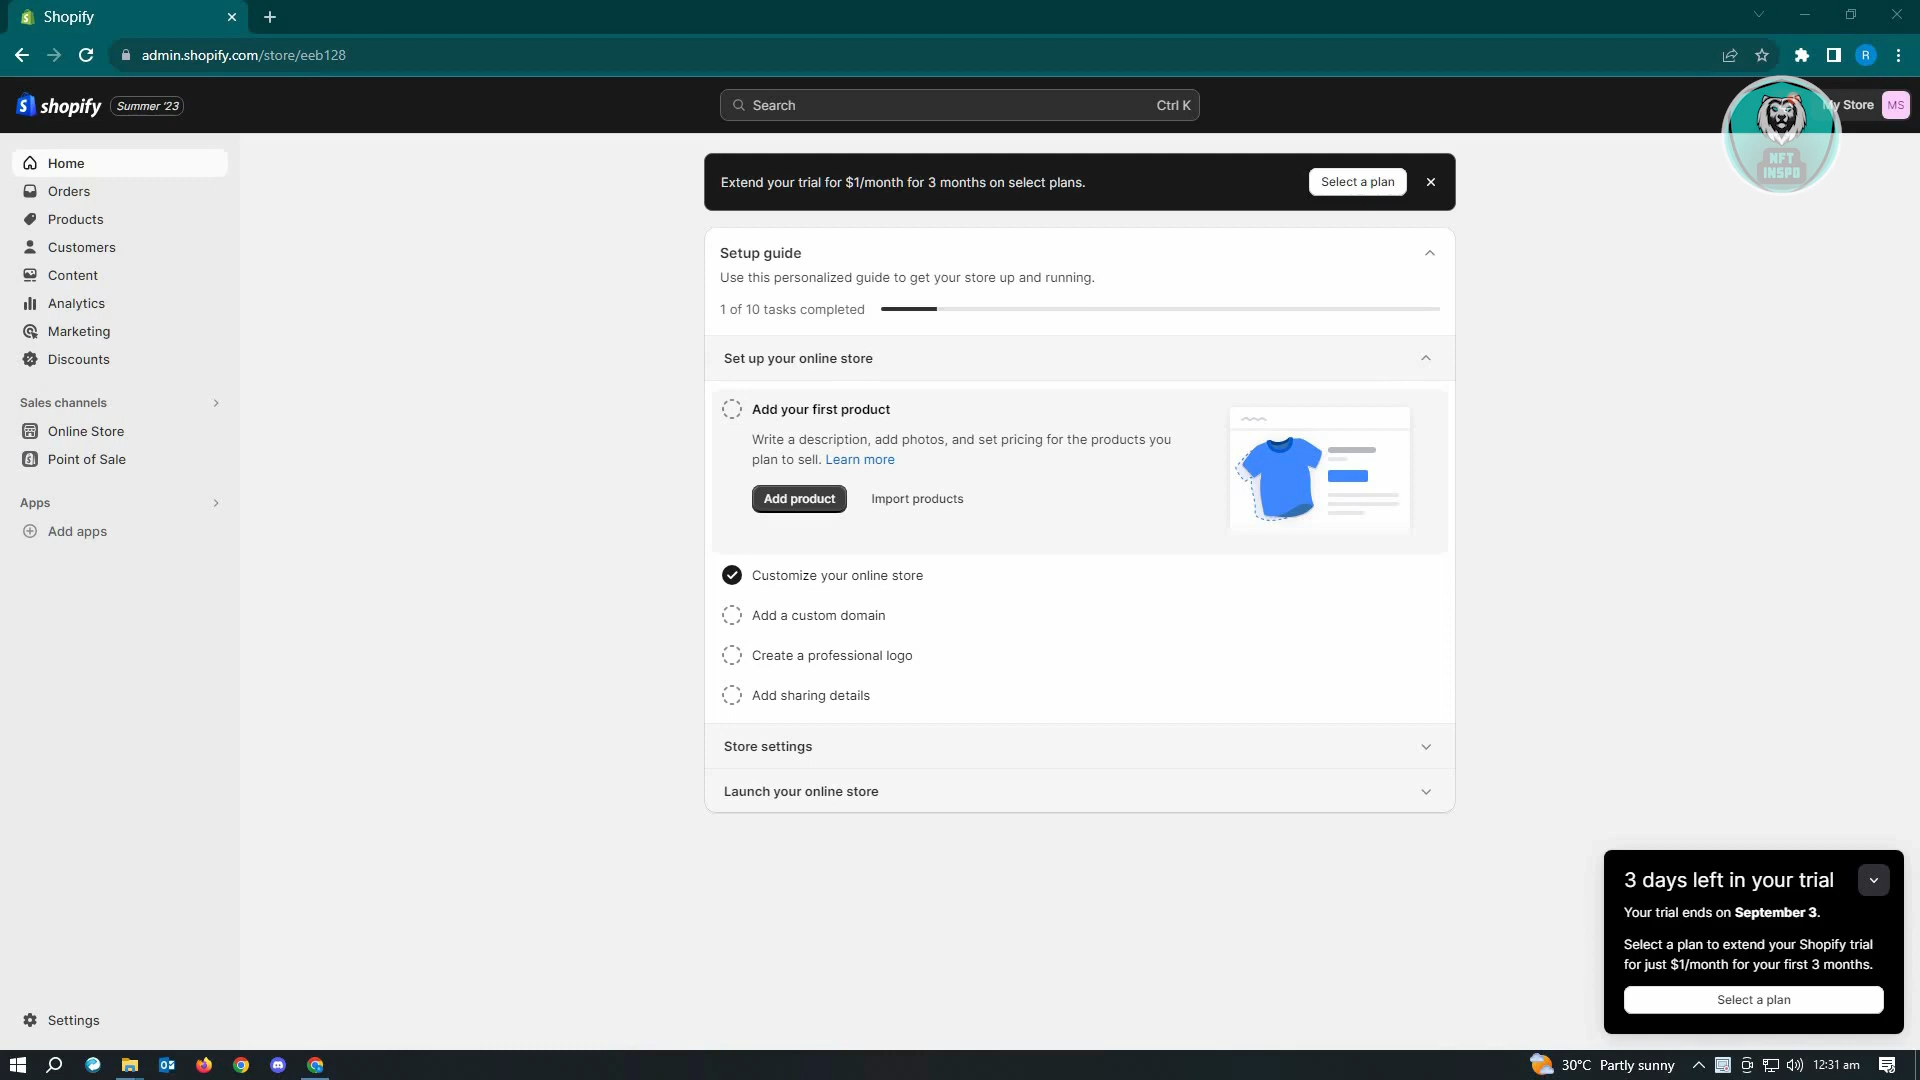 Shopify
admin.shopify.com/store/eeb128
R
shopify
Summer '23
Search
Ctrl K
My Store
MS
NFT
INSPO
Home
Orders
Products
Customers
Content
Analytics
Marketing
Discounts
Sales channels
Online Store
Point of Sale
Apps
Add apps
Settings
Extend your trial for $1/month for 3 months on select plans.
Select a plan
Setup guide
Use this personalized guide to get your store up and running.
1 of 10 tasks completed
Set up your online store
Add your first product
Write a description, add photos, and set pricing for the products you
plan to sell. Learn more
Add product
Import products
Customize your online store
Add a custom domain
Create a professional logo
Add sharing details
Store settings
Launch your online store
3 days left in your trial
Your trial ends on September 3.
Select a plan to extend your Shopify trial
for just $1/month for your first 3 months.
Select a plan
30°C Partly sunny
12:31 am